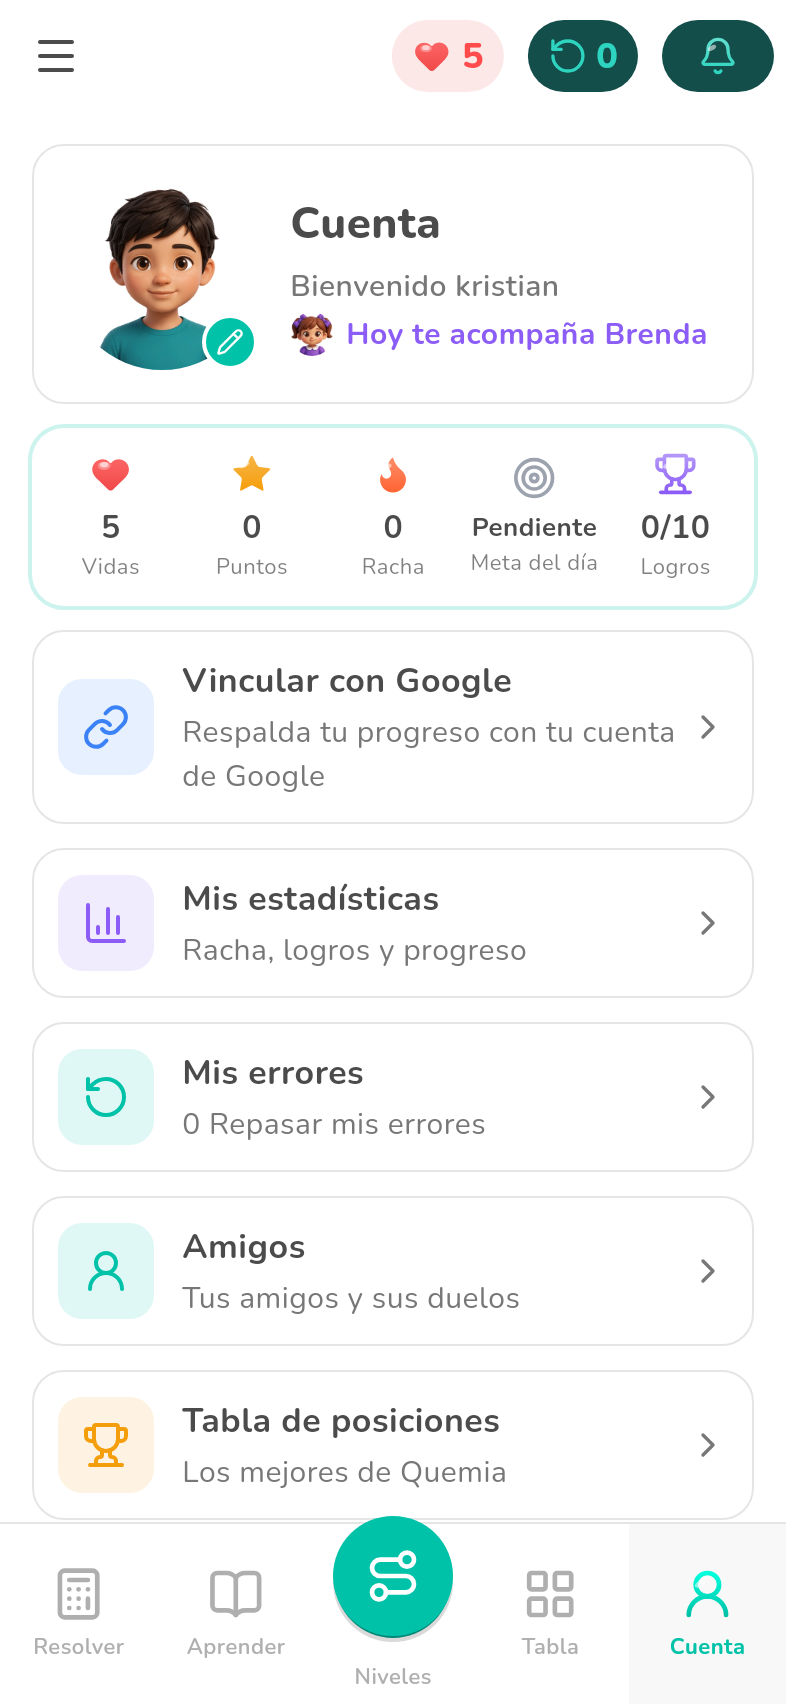 5
0
Cuenta
Bienvenido kristian
Hoy te acompaña Brenda
5
Vidas
0
Puntos
0
Racha
Pendiente
Meta del día
0/10
Logros
Vincular con Google
Respalda tu progreso con tu cuenta
de Google
Mis estadísticas
Racha, logros y progreso
Mis errores
0 Repasar mis errores
Amigos
Tus amigos y sus duelos
Tabla de posiciones
Los mejores de Quemia
Resolver
Aprender
Niveles
Tabla
Cuenta